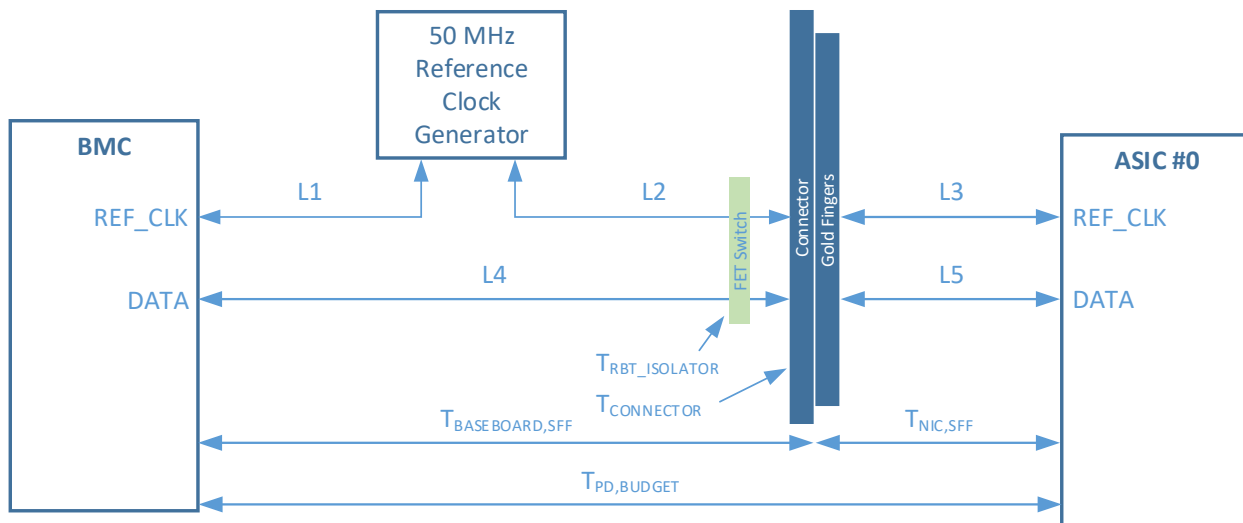 50 MHz
Reference
Clock
Generator
BMC
ASIC #0
L1
L2
L3
REF_CLK
REF_CLK
FET Switch
Connector
Gold Fingers
L4
L5
DATA
DATA
TRBT_ISOLATOR
TCONNECTOR
TBASEBOARD,SFF
TNIC,SFF
TPD,BUDGET